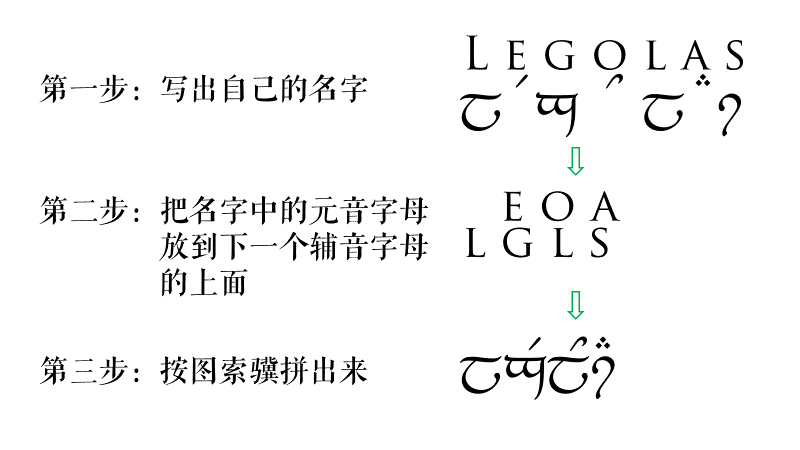 第一步：写出自己的名字
LEGOLAS
第二步：把名字中的元音字母
放到下一个辅音字母
的上面
E O A
L G L S
第三步：按图索骥拼出来